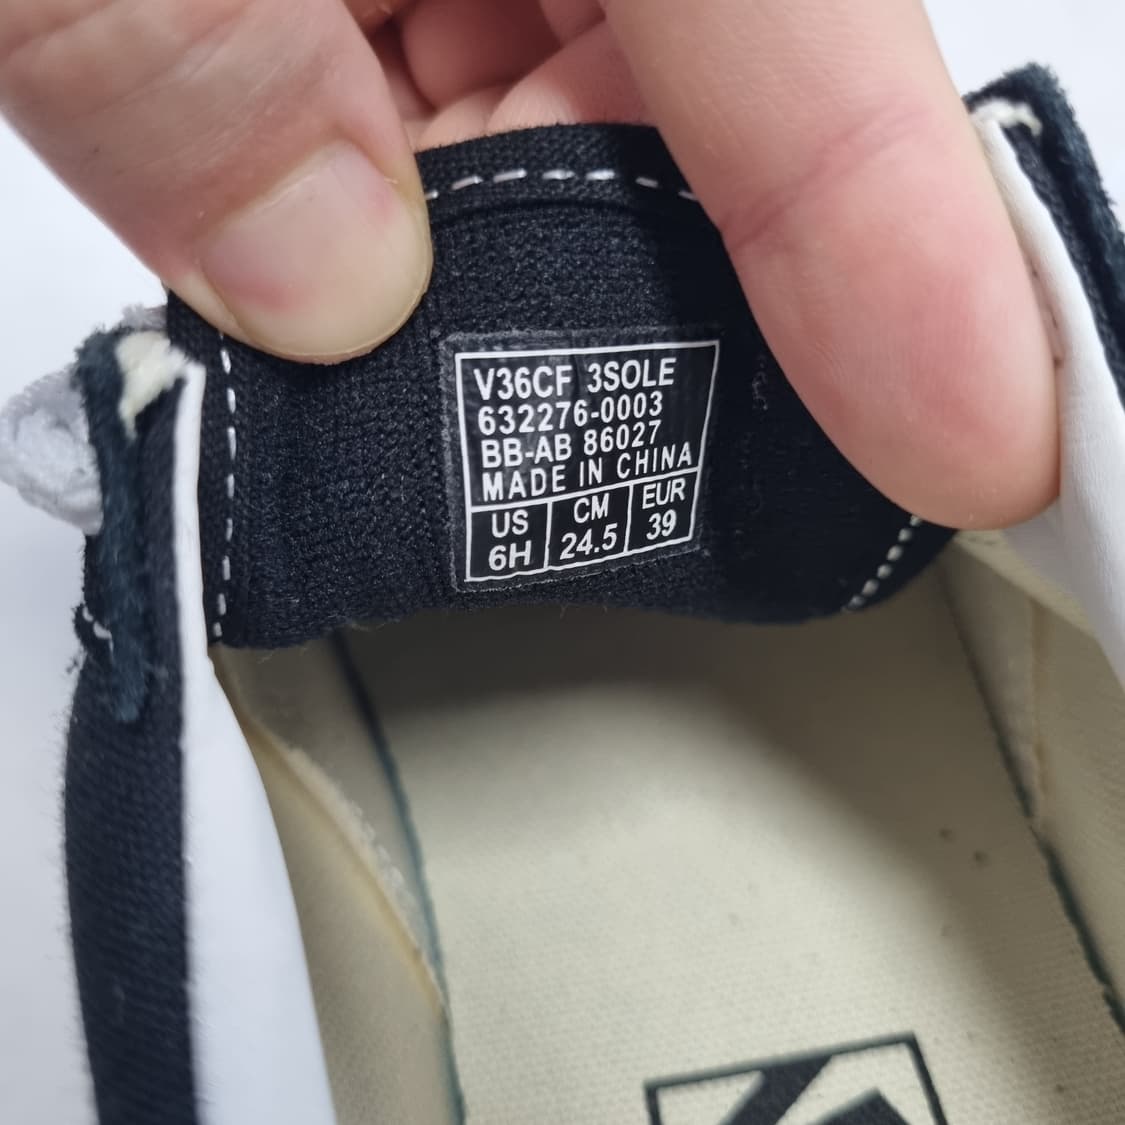 V36CF 3SOLE
632276-0003
BB-AB 86027
MADE IN CHINA
US CM EUR
6H 24.5 39